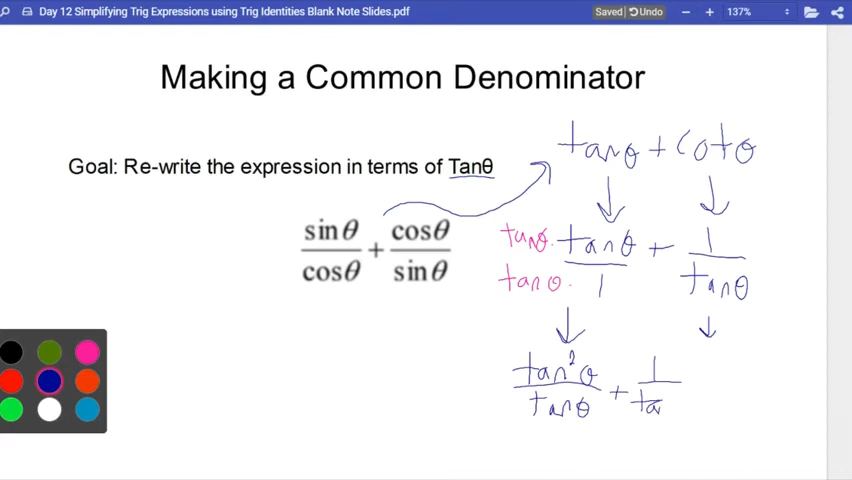 Day 12 Simplifying Trig Expressions using Trig Identities Blank Note Slides.pdf Saved Undo − + 137%
Making a Common Denominator
tanθ + cotθ
Goal: Re-write the expression in terms of Tanθ
sinθ/cosθ + cosθ/sinθ
tanθ · tanθ + 1
tanθ · 1 tanθ
tan²θ + 1
tanθ ta